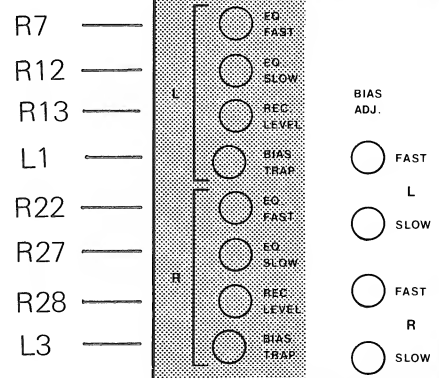 R7
EQ
FAST
R12
EQ
SLOW
R13
REC
LEVEL
L1
BIAS
TRAP
L
R22
EQ
FAST
R27
EQ
SLOW
R28
REC
LEVEL
L3
BIAS
TRAP
R
BIAS
ADJ.
FAST
L
SLOW
FAST
R
SLOW